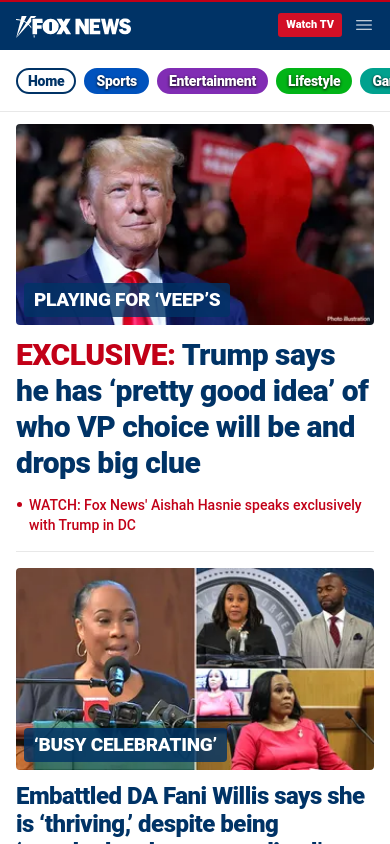 FOX NEWS
Watch TV
Home
Sports
Entertainment
Lifestyle
Ga
PLAYING FOR ‘VEEP’S
Photo illustration
EXCLUSIVE: Trump says
he has ‘pretty good idea’ of
who VP choice will be and
drops big clue
• WATCH: Fox News' Aishah Hasnie speaks exclusively
with Trump in DC
‘BUSY CELEBRATING’
Embattled DA Fani Willis says she
is ‘thriving,’ despite being